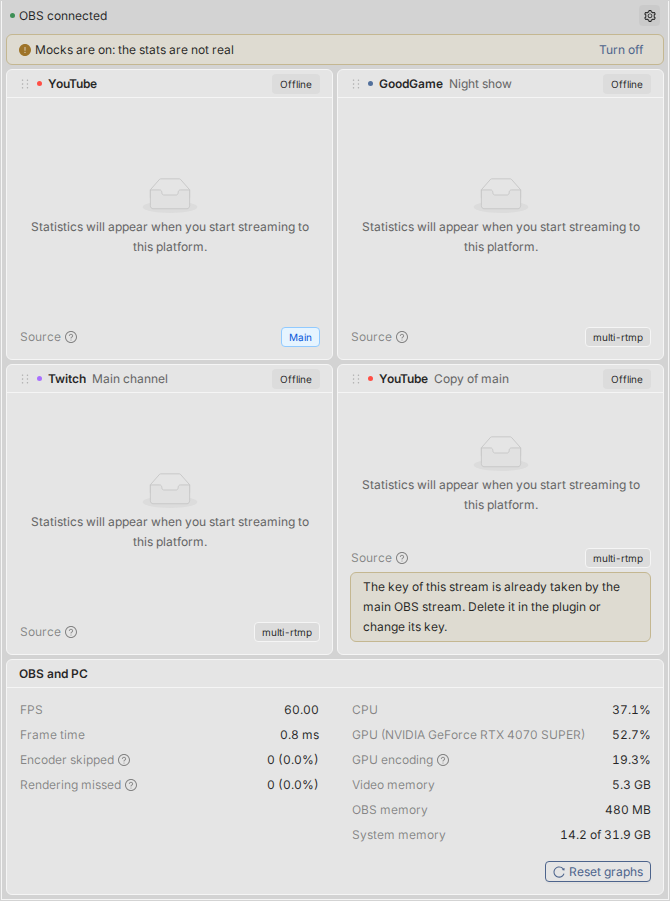 OBS connected
Mocks are on: the stats are not real
Turn off
YouTube
Offline
Statistics will appear when you start streaming to
this platform.
Source
Main
GoodGame Night show
Offline
Statistics will appear when you start streaming to
this platform.
Source
multi-rtmp
Twitch Main channel
Offline
Statistics will appear when you start streaming to
this platform.
Source
multi-rtmp
YouTube Copy of main
Offline
Statistics will appear when you start streaming to
this platform.
Source
multi-rtmp
The key of this stream is already taken by the
main OBS stream. Delete it in the plugin or
change its key.
OBS and PC
FPS 60.00
Frame time 0.8 ms
Encoder skipped 0 (0.0%)
Rendering missed 0 (0.0%)
CPU 37.1%
GPU (NVIDIA GeForce RTX 4070 SUPER) 52.7%
GPU encoding 19.3%
Video memory 5.3 GB
OBS memory 480 MB
System memory 14.2 of 31.9 GB
Reset graphs